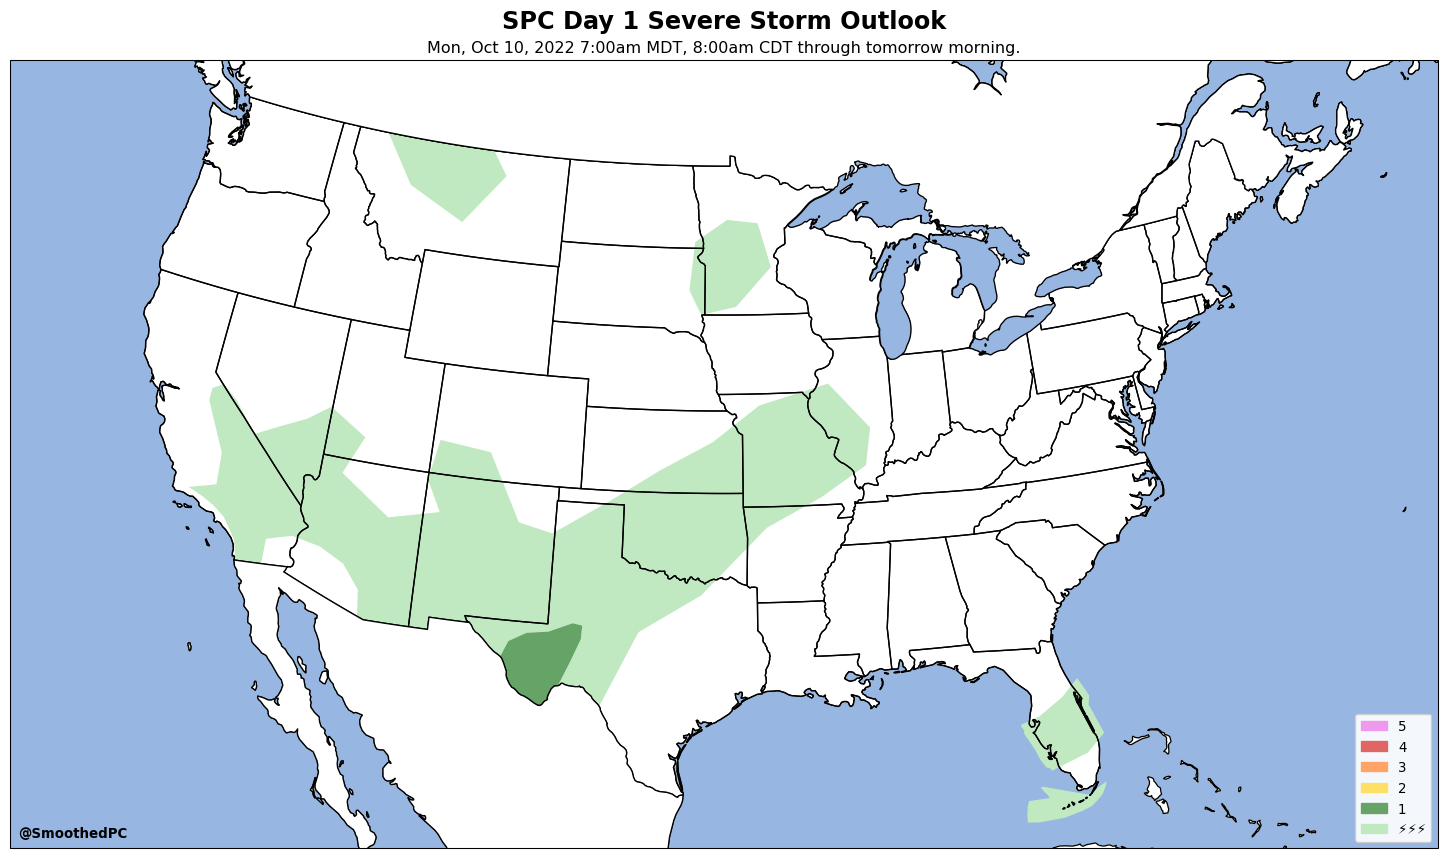 SPC Day 1 Severe Storm Outlook
Mon, Oct 10, 2022 7:00am MDT, 8:00am CDT through tomorrow morning.
5
4
3
2
1
⚡⚡⚡
@SmoothedPC